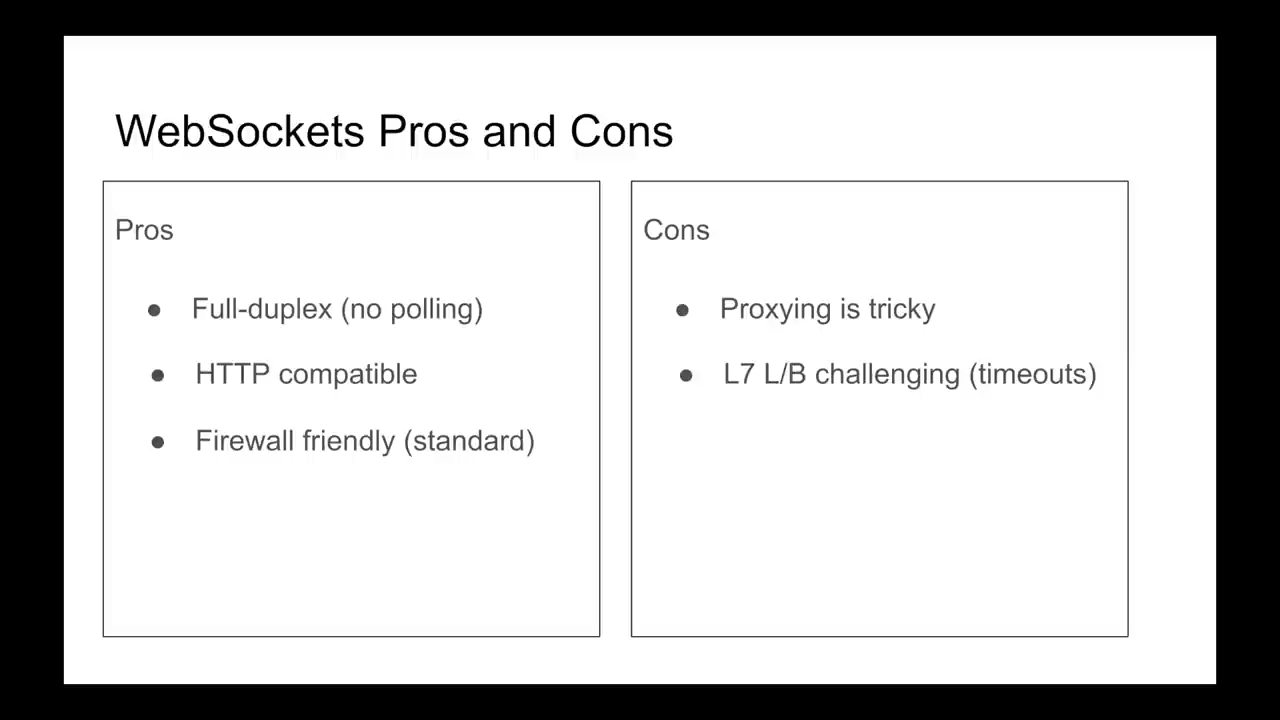 WebSockets Pros and Cons
Pros
● Full-duplex (no polling)
● HTTP compatible
● Firewall friendly (standard)
Cons
● Proxying is tricky
● L7 L/B challenging (timeouts)